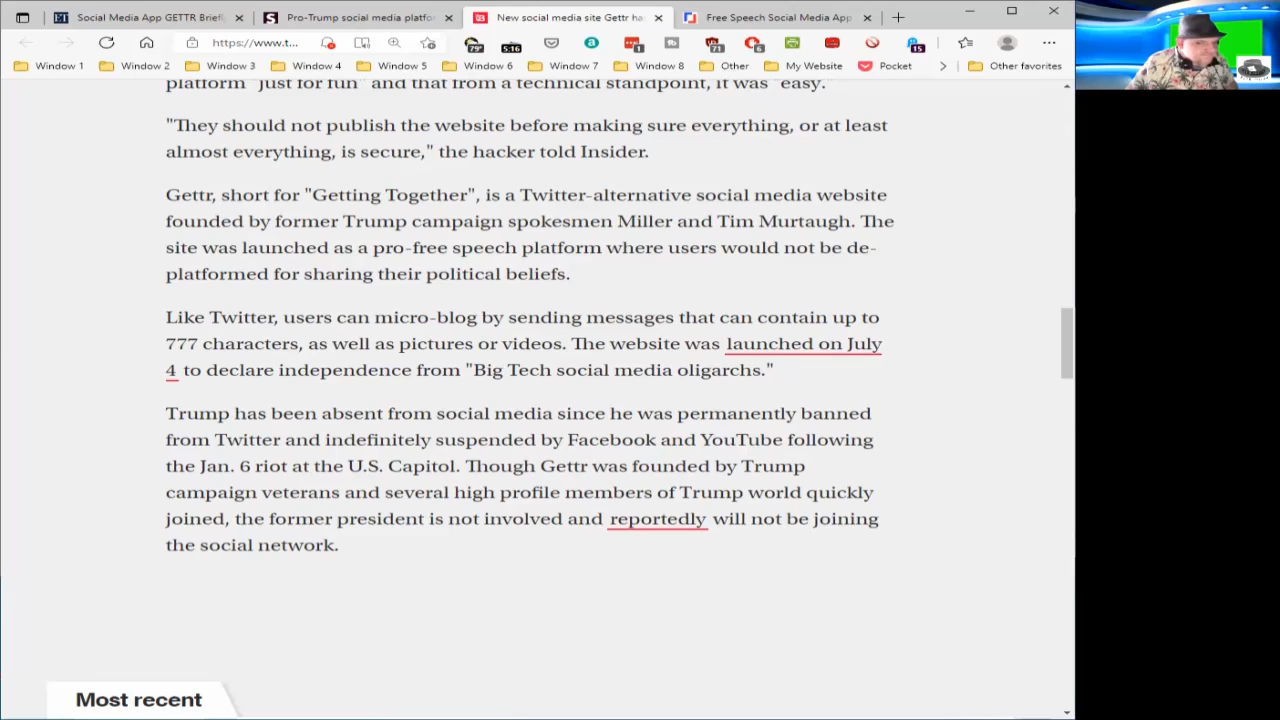 Social Media App GETTR Briefl
Pro-Trump social media platfor
New social media site Gettr ha
Free Speech Social Media App
https://www.t...
79°
5:16
1
71
6
15
Window 1
Window 2
Window 3
Window 4
Window 5
Window 6
Window 7
Window 8
Other
My Website
Pocket
Other favorites
platform "just for fun" and that from a technical standpoint, it was "easy."
"They should not publish the website before making sure everything, or at least
almost everything, is secure," the hacker told Insider.
Gettr, short for "Getting Together", is a Twitter-alternative social media website
founded by former Trump campaign spokesmen Miller and Tim Murtaugh. The
site was launched as a pro-free speech platform where users would not be de-
platformed for sharing their political beliefs.
Like Twitter, users can micro-blog by sending messages that can contain up to
777 characters, as well as pictures or videos. The website was launched on July
4 to declare independence from "Big Tech social media oligarchs."
Trump has been absent from social media since he was permanently banned
from Twitter and indefinitely suspended by Facebook and YouTube following
the Jan. 6 riot at the U.S. Capitol. Though Gettr was founded by Trump
campaign veterans and several high profile members of Trump world quickly
joined, the former president is not involved and reportedly will not be joining
the social network.
Most recent